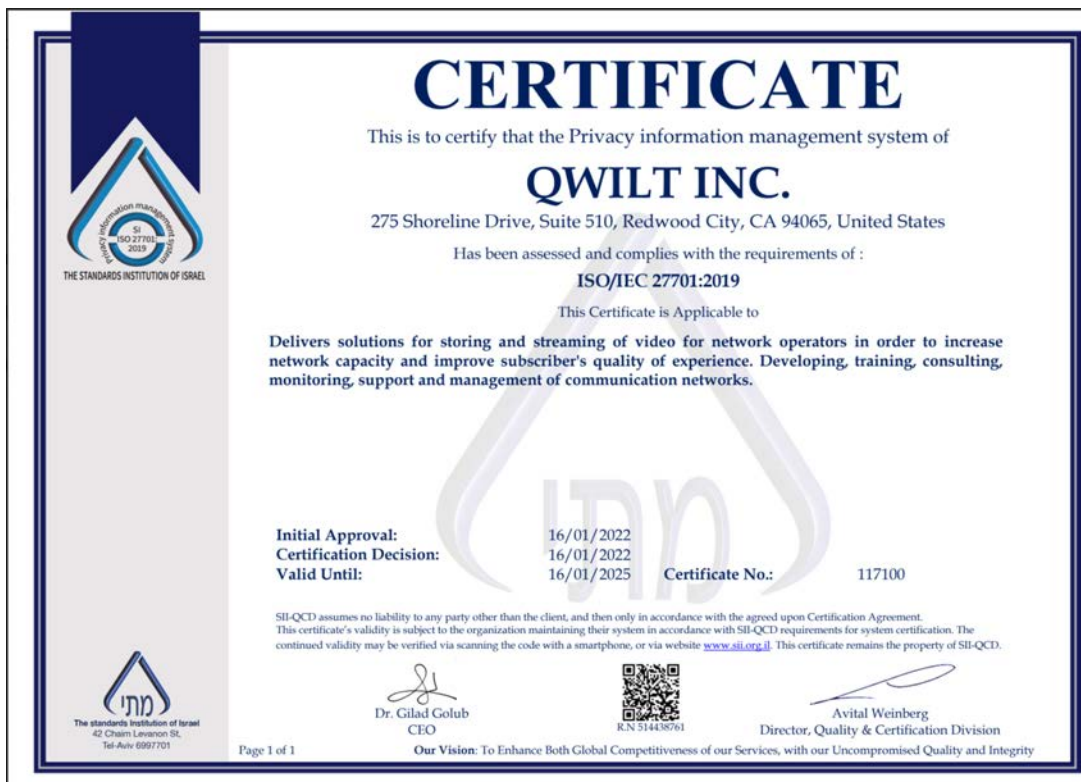 CERTIFICATE
This is to certify that the Privacy information management system of
QWILT INC.
275 Shoreline Drive, Suite 510, Redwood City, CA 94065, United States
Has been assessed and complies with the requirements of :
ISO/IEC 27701:2019
This Certificate is Applicable to
Delivers solutions for storing and streaming of video for network operators in order to increase
network capacity and improve subscriber's quality of experience. Developing, training, consulting,
monitoring, support and management of communication networks.
Privacy information management system
SI
ISO 27701
2019
THE STANDARDS INSTITUTION OF ISRAEL
מתי
Initial Approval: 16/01/2022
Certification Decision: 16/01/2022
Valid Until: 16/01/2025 Certificate No.: 117100
SII-QCD assumes no liability to any party other than the client, and then only in accordance with the agreed upon Certification Agreement.
This certificate's validity is subject to the organization maintaining their system in accordance with SII-QCD requirements for system certification. The
continued validity may be verified via scanning the code with a smartphone, or via website www.sii.org.il. This certificate remains the property of SII-QCD.
מתי
The standards Institution of Israel
42 Chaim Levanon St,
Tel-Aviv 6997701
Dr. Gilad Golub
CEO
R.N 514438761
Avital Weinberg
Director, Quality & Certification Division
Page 1 of 1
Our Vision: To Enhance Both Global Competitiveness of our Services, with our Uncompromised Quality and Integrity